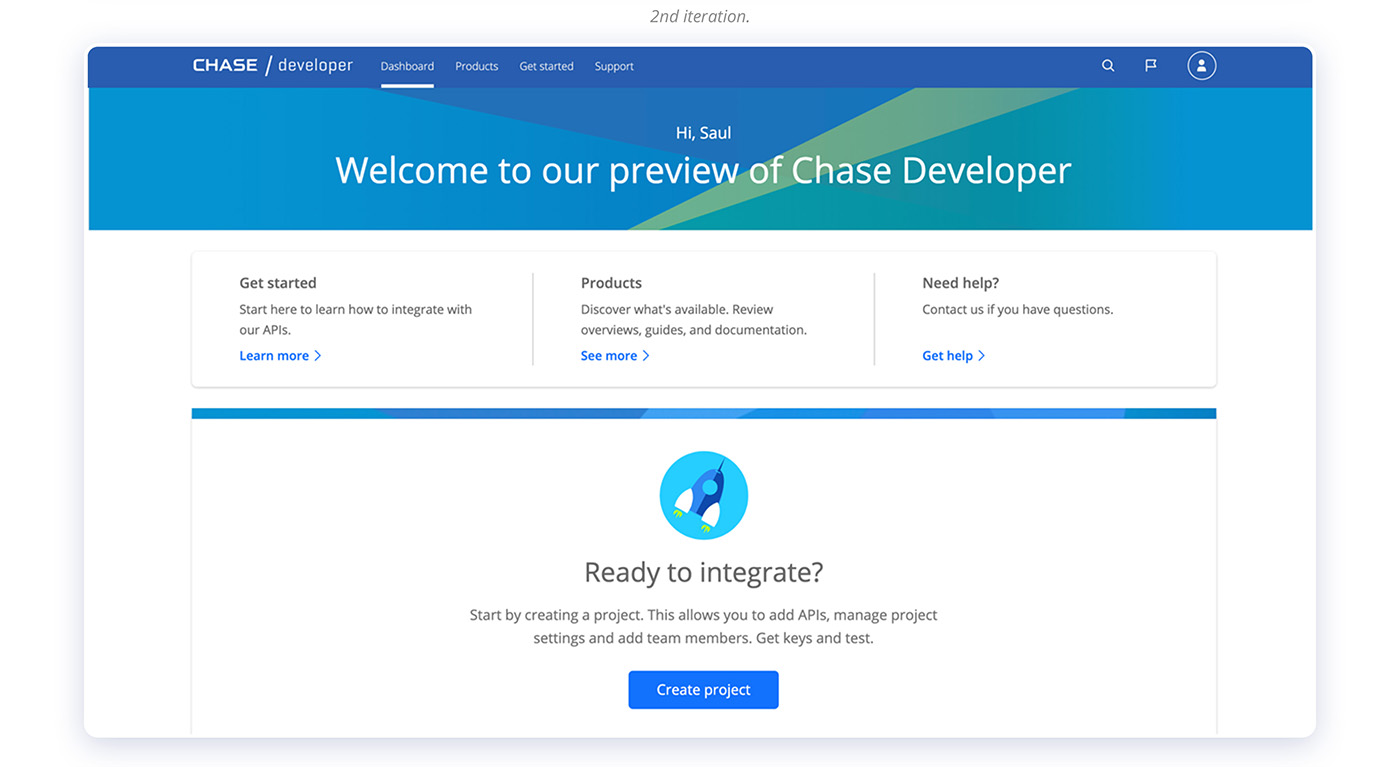 2nd iteration.
CHASE / developer Dashboard Products Get started Support
Hi, Saul
Welcome to our preview of Chase Developer
Get started
Start here to learn how to integrate with
our APIs.
Learn more
Products
Discover what's available. Review
overviews, guides, and documentation.
See more
Need help?
Contact us if you have questions.
Get help
Ready to integrate?
Start by creating a project. This allows you to add APIs, manage project
settings and add team members. Get keys and test.
Create project